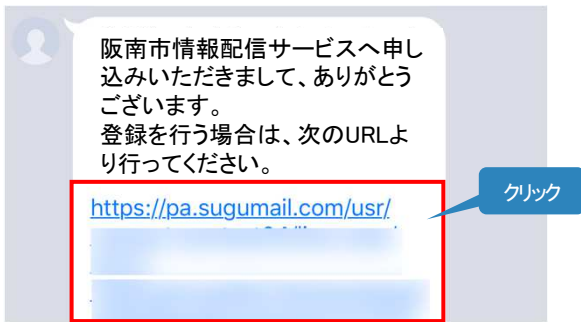 阪南市情報配信サービスへ申し
込みいただきまして、ありがとう
ございます。
登録を行う場合は、次のURLよ
り行ってください。
https://pa.sugumail.com/usr/
クリック